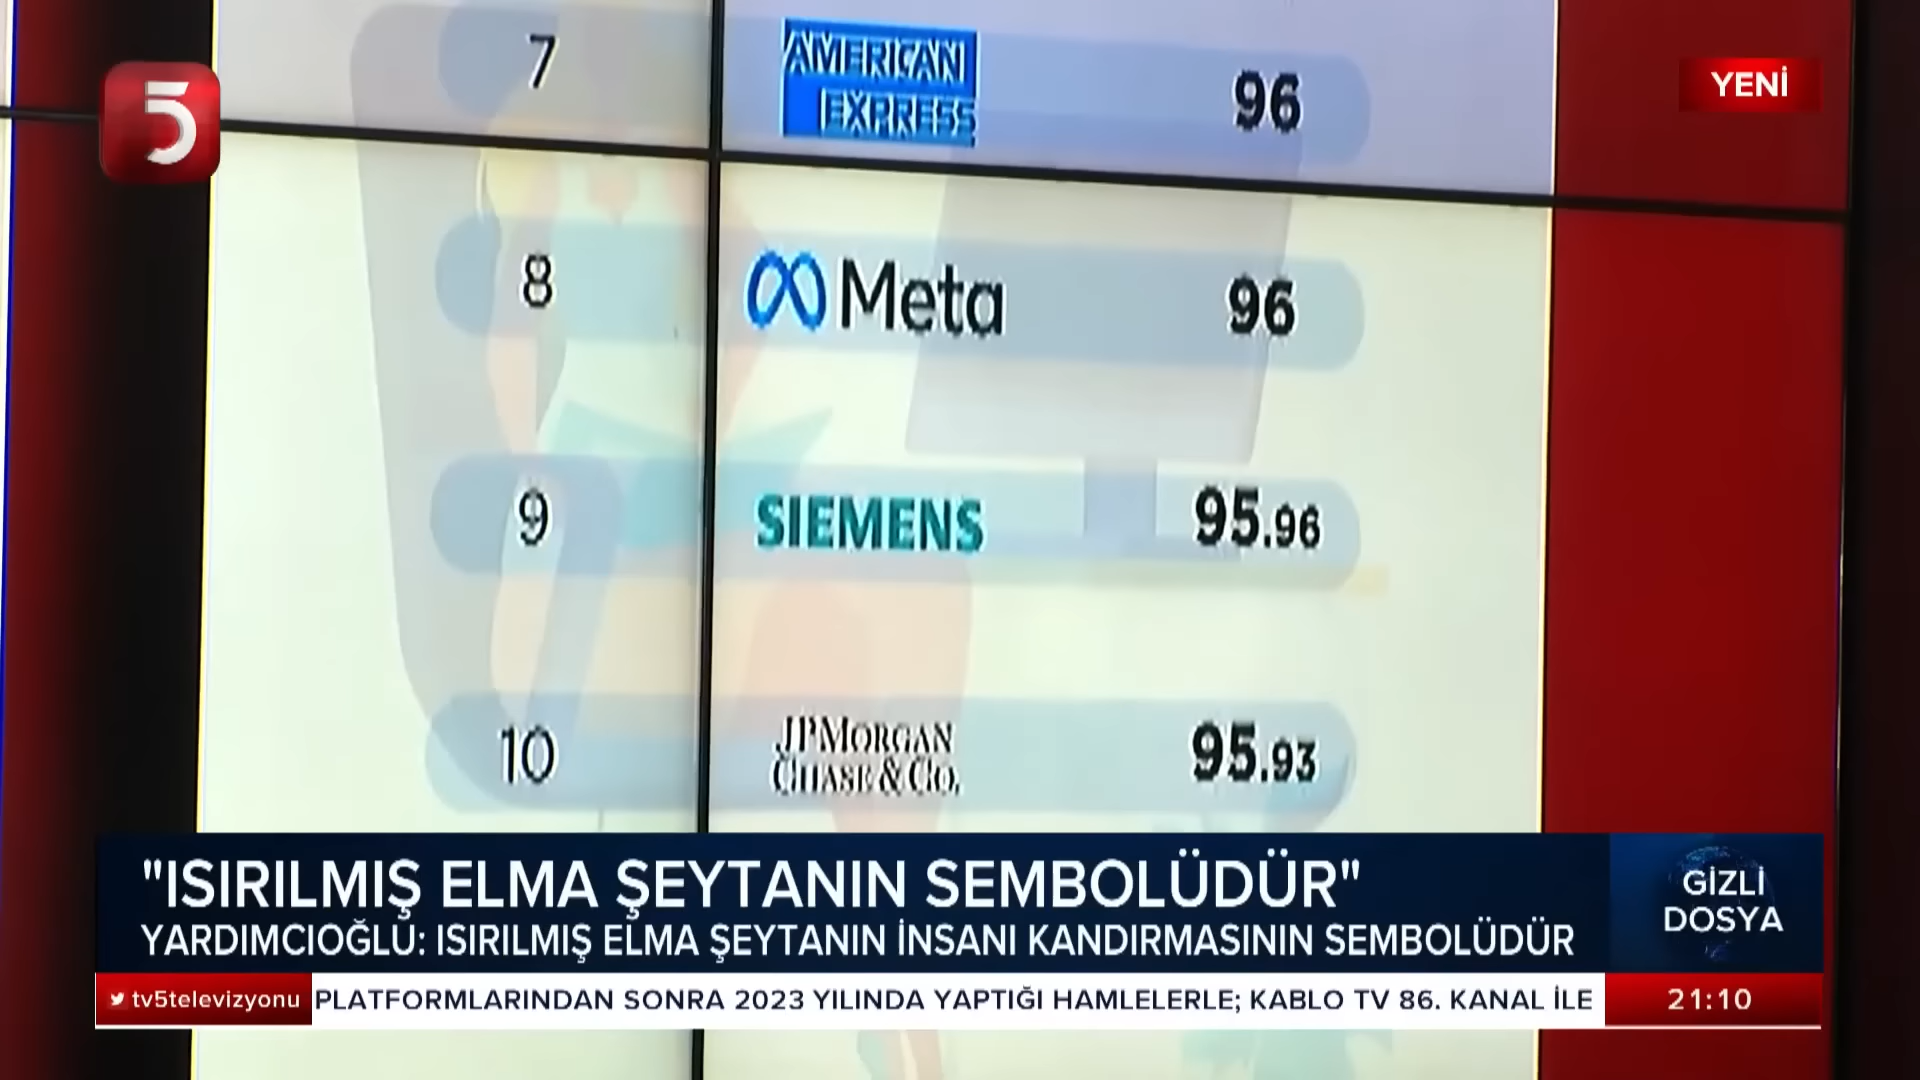 7
AMERICAN
EXPRESS
96
YENİ
5
8
Meta
96
9
SIEMENS
95.96
10
JPMORGAN
CHASE & CO.
95.93
"ISIRILMIŞ ELMA ŞEYTANIN SEMBOLÜDÜR"
YARDIMCIOĞLU: ISIRILMIŞ ELMA ŞEYTANIN İNSANI KANDIRMASININ SEMBOLÜDÜR
GİZLİ
DOSYA
tv5televizyonu
PLATFORMLARINDAN SONRA 2023 YILINDA YAPTIĞI HAMLELERLE; KABLO TV 86. KANAL İLE
21:10